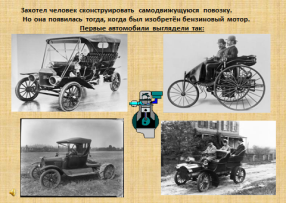 Захотел человек сконструировать самодвижущуюся повозку.
Но она появилась тогда, когда был изобретён бензиновый мотор.
Первые автомобили выглядели так: